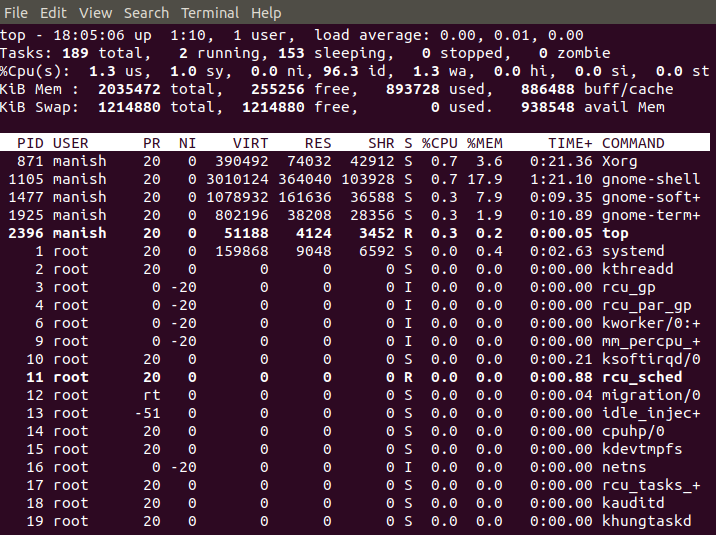 File Edit View Search Terminal Help
top - 18:05:06 up  1:10,  1 user,  load average: 0.00, 0.01, 0.00
Tasks: 189 total,   2 running, 153 sleeping,   0 stopped,   0 zombie
%Cpu(s):  1.3 us,  1.0 sy,  0.0 ni, 96.3 id,  1.3 wa,  0.0 hi,  0.0 si,  0.0 st
KiB Mem :  2035472 total,   255256 free,   893728 used,   886488 buff/cache
KiB Swap:  1214880 total,  1214880 free,        0 used.   938548 avail Mem
PID USER PR NI VIRT RES SHR S %CPU %MEM TIME+ COMMAND
871 manish 20 0 390492 74032 42912 S 0.7 3.6 0:21.36 Xorg
1105 manish 20 0 3010124 364040 103928 S 0.7 17.9 1:21.10 gnome-shell
1477 manish 20 0 1078932 161636 36588 S 0.3 7.9 0:09.35 gnome-soft+
1925 manish 20 0 802196 38208 28356 S 0.3 1.9 0:10.89 gnome-term+
2396 manish 20 0 51188 4124 3452 R 0.3 0.2 0:00.05 top
1 root 20 0 159868 9048 6592 S 0.0 0.4 0:02.63 systemd
2 root 20 0 0 0 0 S 0.0 0.0 0:00.00 kthreadd
3 root 0 -20 0 0 0 I 0.0 0.0 0:00.00 rcu_gp
4 root 0 -20 0 0 0 I 0.0 0.0 0:00.00 rcu_par_gp
6 root 0 -20 0 0 0 I 0.0 0.0 0:00.00 kworker/0:+
9 root 0 -20 0 0 0 I 0.0 0.0 0:00.00 mm_percpu_+
10 root 20 0 0 0 0 S 0.0 0.0 0:00.21 ksoftirqd/0
11 root 20 0 0 0 0 R 0.0 0.0 0:00.88 rcu_sched
12 root rt 0 0 0 0 S 0.0 0.0 0:00.04 migration/0
13 root -51 0 0 0 0 S 0.0 0.0 0:00.00 idle_injec+
14 root 20 0 0 0 0 S 0.0 0.0 0:00.00 cpuhp/0
15 root 20 0 0 0 0 S 0.0 0.0 0:00.00 kdevtmpfs
16 root 0 -20 0 0 0 I 0.0 0.0 0:00.00 netns
17 root 20 0 0 0 0 S 0.0 0.0 0:00.00 rcu_tasks_+
18 root 20 0 0 0 0 S 0.0 0.0 0:00.00 kauditd
19 root 20 0 0 0 0 S 0.0 0.0 0:00.00 khungtaskd